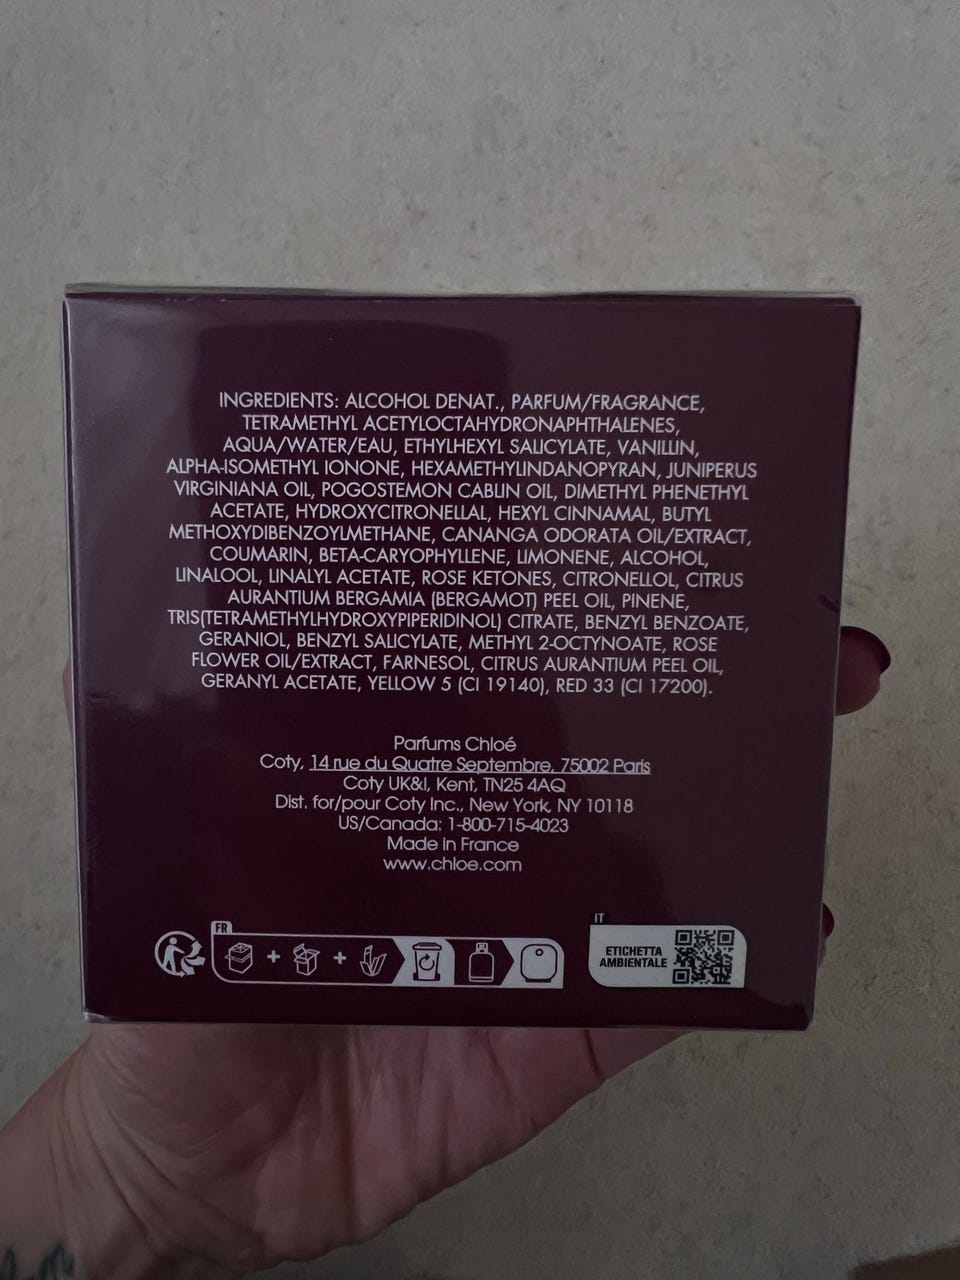 INGREDIENTS: ALCOHOL DENAT., PARFUM/FRAGRANCE,
TETRAMETHYL ACETYLOCTAHYDRONAPHTHALENES,
AQUA/WATER/EAU, ETHYLHEXYL SALICYLATE, VANILLIN,
ALPHA-ISOMETHYL IONONE, HEXAMETHYLINDANOPYRAN, JUNIPERUS
VIRGINIANA OIL, POGOSTEMON CABLIN OIL, DIMETHYL PHENETHYL
ACETATE, HYDROXYCITRONELLAL, HEXYL CINNAMAL, BUTYL
METHOXYDIBENZOYLMETHANE, CANANGA ODORATA OIL/EXTRACT,
COUMARIN, BETA-CARYOPHYLLENE, LIMONENE, ALCOHOL,
LINALOOL, LINALYL ACETATE, ROSE KETONES, CITRONELLOL, CITRUS
AURANTIUM BERGAMIA (BERGAMOT) PEEL OIL, PINENE,
TRIS(TETRAMETHYLHYDROXYPIPERIDINOL) CITRATE, BENZYL BENZOATE,
GERANIOL, BENZYL SALICYLATE, METHYL 2-OCTYNOATE, ROSE
FLOWER OIL/EXTRACT, FARNESOL, CITRUS AURANTIUM PEEL OIL,
GERANYL ACETATE, YELLOW 5 (CI 19140), RED 33 (CI 17200).
Parfums Chloé
Coty, 14 rue du Quatre Septembre, 75002 Paris
Coty UK&I, Kent, TN25 4AQ
Dist. for/pour Coty Inc., New York, NY 10118
US/Canada: 1-800-715-4023
Made in France
www.chloe.com
FR
IT
ETICHETTA
AMBIENTALE